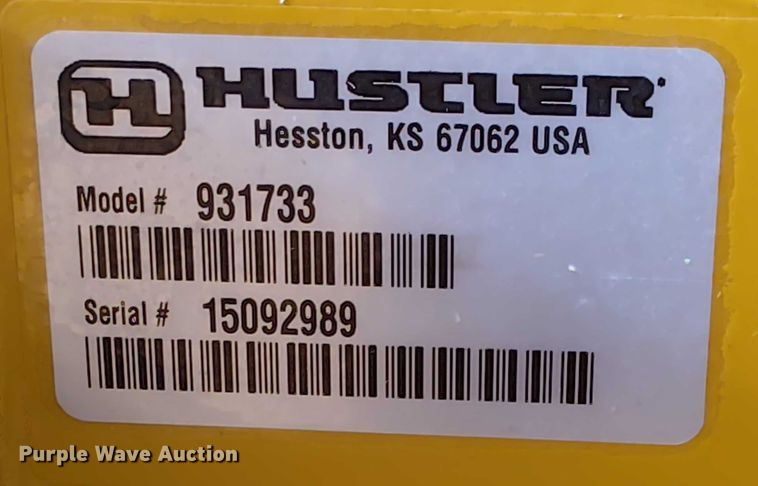 H HUSTLER
Hesston, KS 67062 USA
Model # 931733
Serial # 15092989
Purple Wave Auction